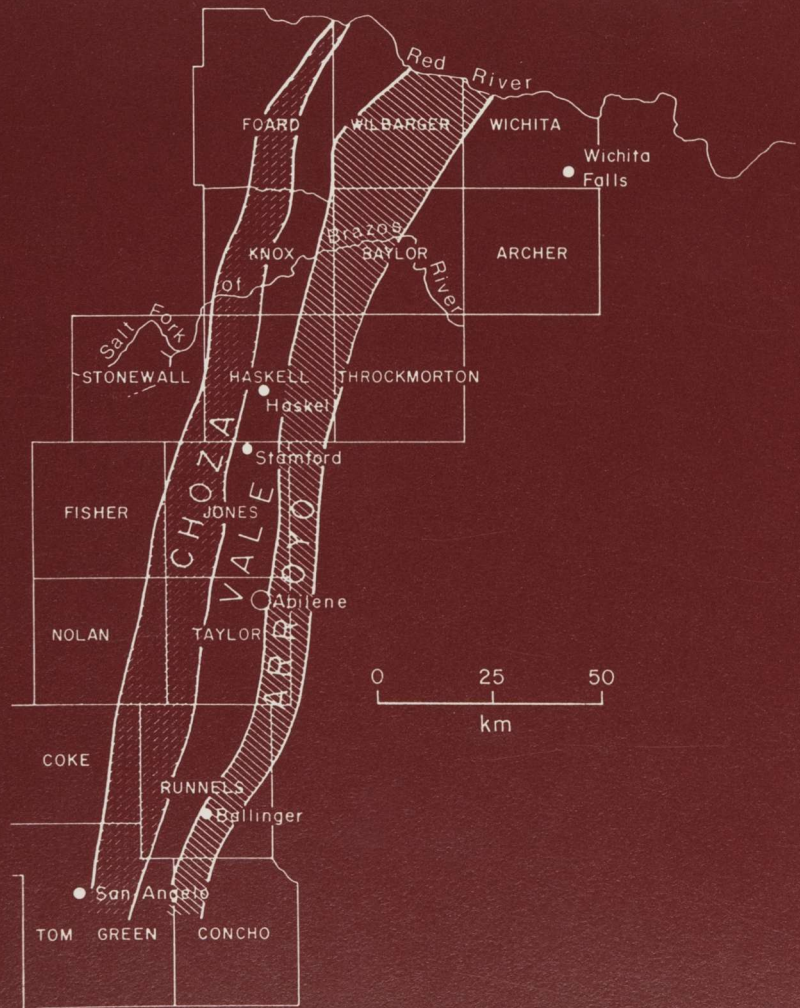 Red River
FOARD
WILBARGER
WICHITA
Wichita
Falls
Salt Fork of Brazos River
KNOX
BAYLOR
ARCHER
STONEWALL
HASKELL
THROCKMORTON
Haskell
Stamford
CHOZA
VALE
ARROYO
FISHER
JONES
Abilene
NOLAN
TAYLOR
0 25 50
km
COKE
RUNNELS
Ballinger
San Angelo
TOM GREEN
CONCHO